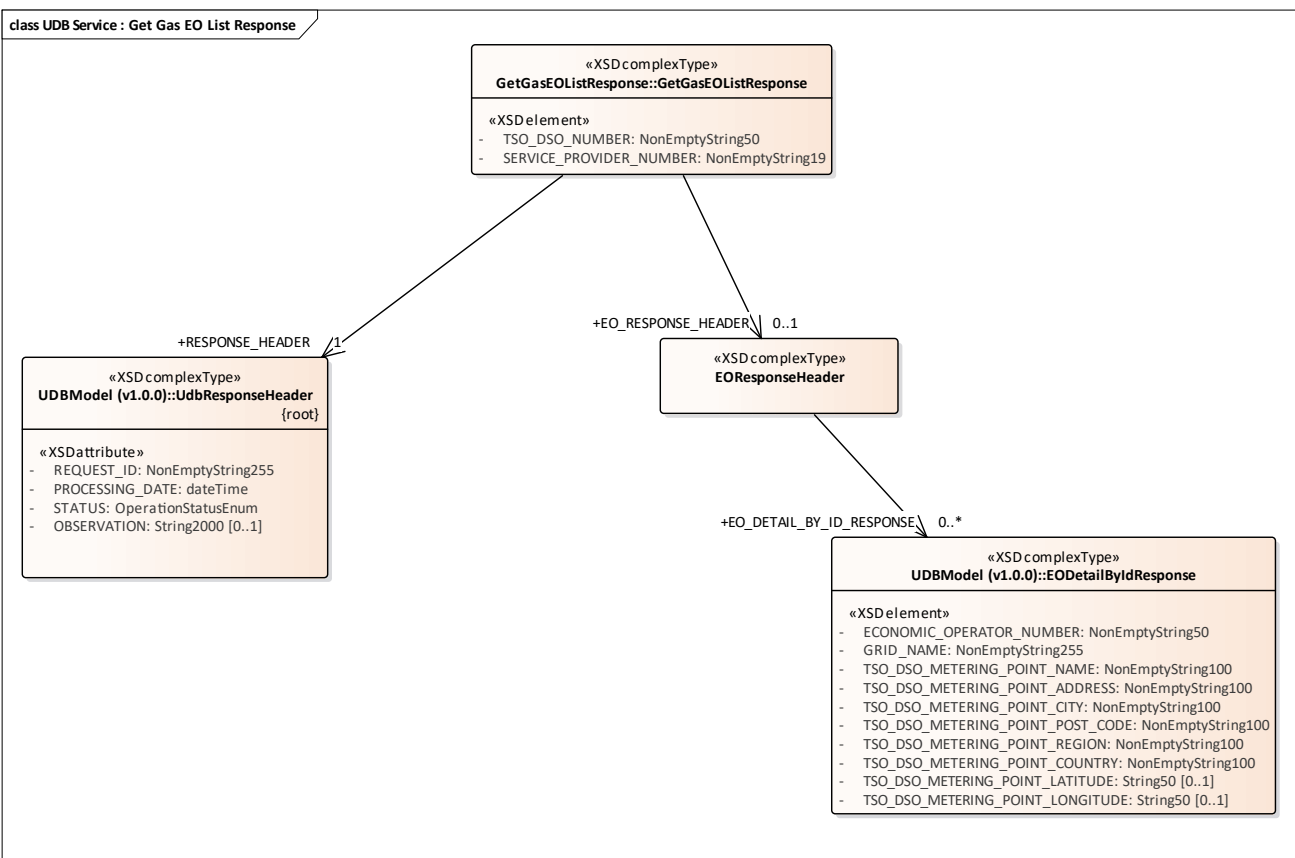 class UDB Service : Get Gas EO List Response
«XSDcomplexType»
GetGasEOListResponse::GetGasEOListResponse
«XSDelement»
- TSO_DSO_NUMBER: NonEmptyString50
- SERVICE_PROVIDER_NUMBER: NonEmptyString19
+EO_RESPONSE_HEADER 0..1
+RESPONSE_HEADER 1
«XSDcomplexType»
EOResponseHeader
«XSDcomplexType»
UDBModel (v1.0.0)::UdbResponseHeader
{root}
«XSDattribute»
- REQUEST_ID: NonEmptyString255
- PROCESSING_DATE: dateTime
- STATUS: OperationStatusEnum
- OBSERVATION: String2000 [0..1]
+EO_DETAIL_BY_ID_RESPONSE 0..*
«XSDcomplexType»
UDBModel (v1.0.0)::EODetailByIdResponse
«XSDelement»
- ECONOMIC_OPERATOR_NUMBER: NonEmptyString50
- GRID_NAME: NonEmptyString255
- TSO_DSO_METERING_POINT_NAME: NonEmptyString100
- TSO_DSO_METERING_POINT_ADDRESS: NonEmptyString100
- TSO_DSO_METERING_POINT_CITY: NonEmptyString100
- TSO_DSO_METERING_POINT_POST_CODE: NonEmptyString100
- TSO_DSO_METERING_POINT_REGION: NonEmptyString100
- TSO_DSO_METERING_POINT_COUNTRY: NonEmptyString100
- TSO_DSO_METERING_POINT_LATITUDE: String50 [0..1]
- TSO_DSO_METERING_POINT_LONGITUDE: String50 [0..1]